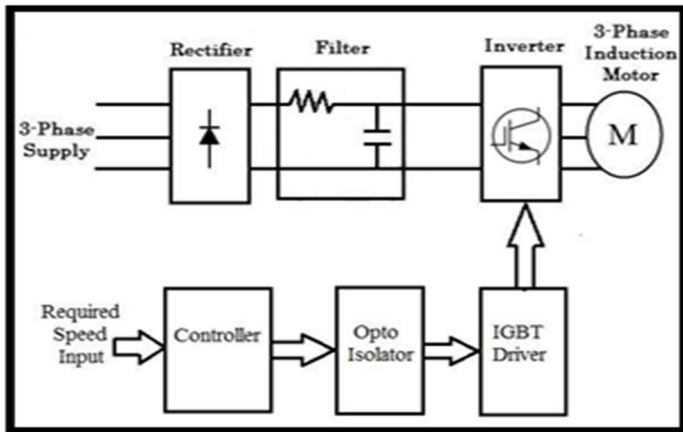 Rectifier
Filter
Inverter
3-Phase
Induction
Motor
3-Phase
Supply
M
Required
Speed
Input
Controller
Opto
Isolator
IGBT
Driver